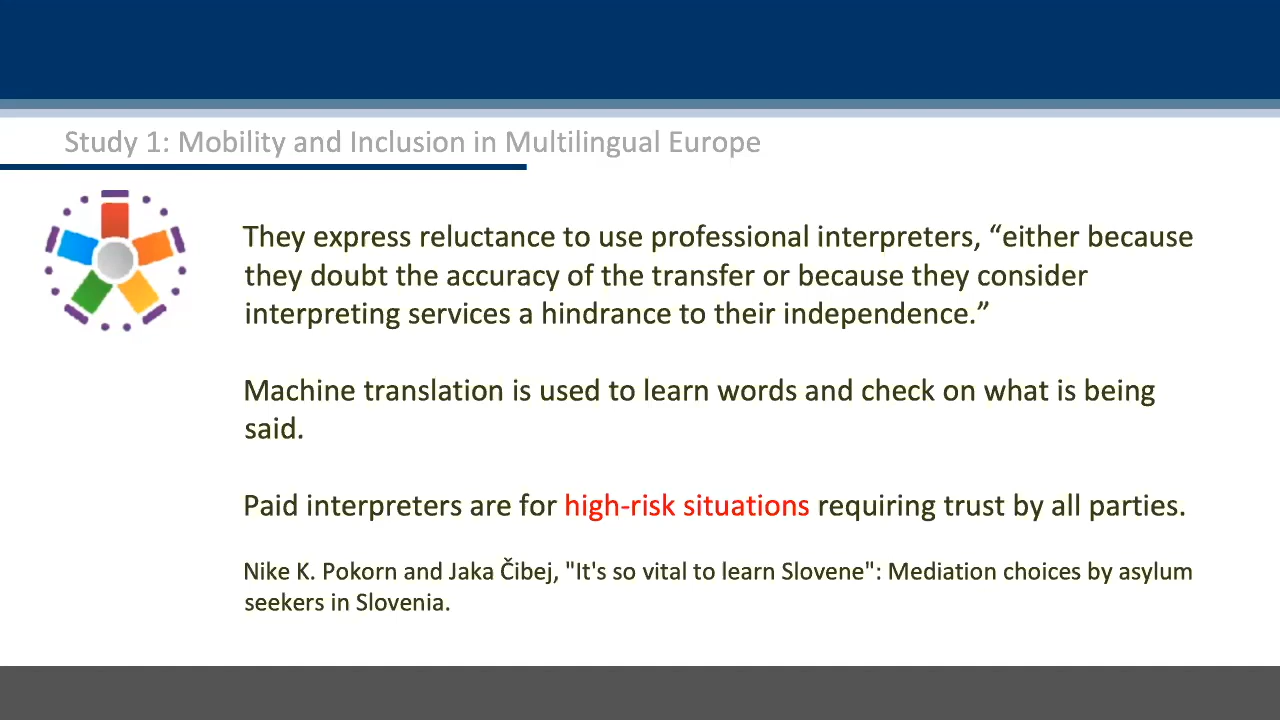 Study 1: Mobility and Inclusion in Multilingual Europe
They express reluctance to use professional interpreters, “either because
they doubt the accuracy of the transfer or because they consider
interpreting services a hindrance to their independence.”
Machine translation is used to learn words and check on what is being
said.
Paid interpreters are for high-risk situations requiring trust by all parties.
Nike K. Pokorn and Jaka Čibej, "It's so vital to learn Slovene": Mediation choices by asylum
seekers in Slovenia.